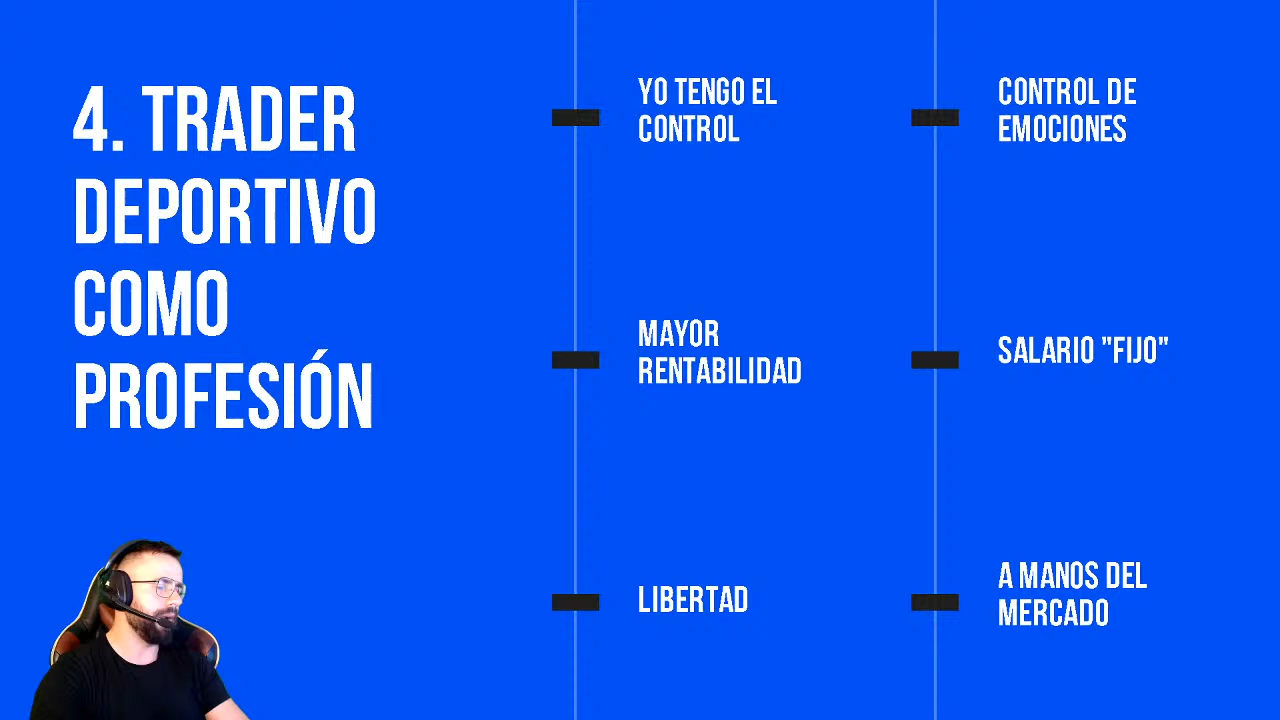 4. TRADER
DEPORTIVO
COMO
PROFESIÓN
YO TENGO EL
CONTROL
MAYOR
RENTABILIDAD
LIBERTAD
CONTROL DE
EMOCIONES
SALARIO "FIJO"
A MANOS DEL
MERCADO